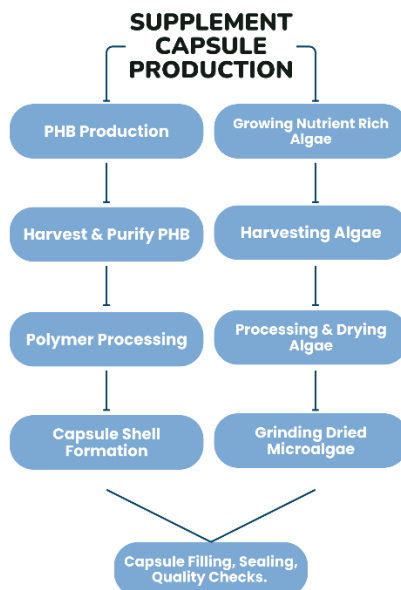 SUPPLEMENT
CAPSULE
PRODUCTION
PHB Production
Growing Nutrient Rich
Algae
Harvest & Purify PHB
Harvesting Algae
Polymer Processing
Processing & Drying
Algae
Capsule Shell
Formation
Grinding Dried
Microalgae
Capsule Filling, Sealing,
Quality Checks.